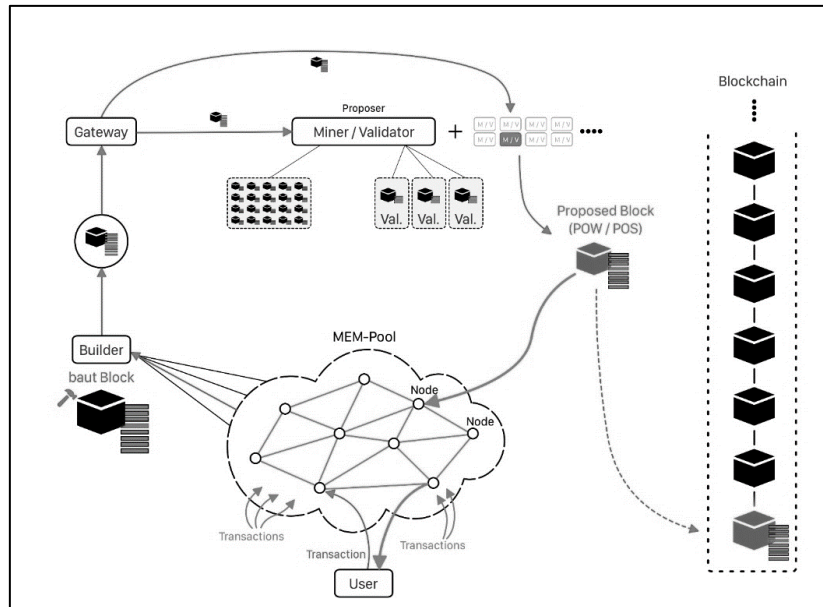 Blockchain
Gateway
Proposer
Miner / Validator
+
M / V M / V M / V M / V
M / V M / V M / V M / V
Val. Val. Val.
Proposed Block
(POW / POS)
Builder
baut Block
MEM-Pool
Node
Node
Transactions
Transaction
Transactions
User